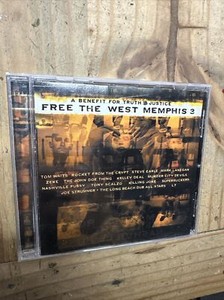 A BENEFIT FOR TRUTH & JUSTICE
FREE THE WEST MEMPHIS 3
TOM WAITS ROCKET FROM THE CRYPT STEVE EARLE MARK LANEGAN
ZEKE THE JOHN DOE THING KELLEY DEAL MURDER CITY DEVILS
NASHVILLE PUSSY TONY SCALZO KILLING JOKE SUPERSUCKERS
JOE STRUMMER & THE LONG BEACH DUB ALL STARS L7